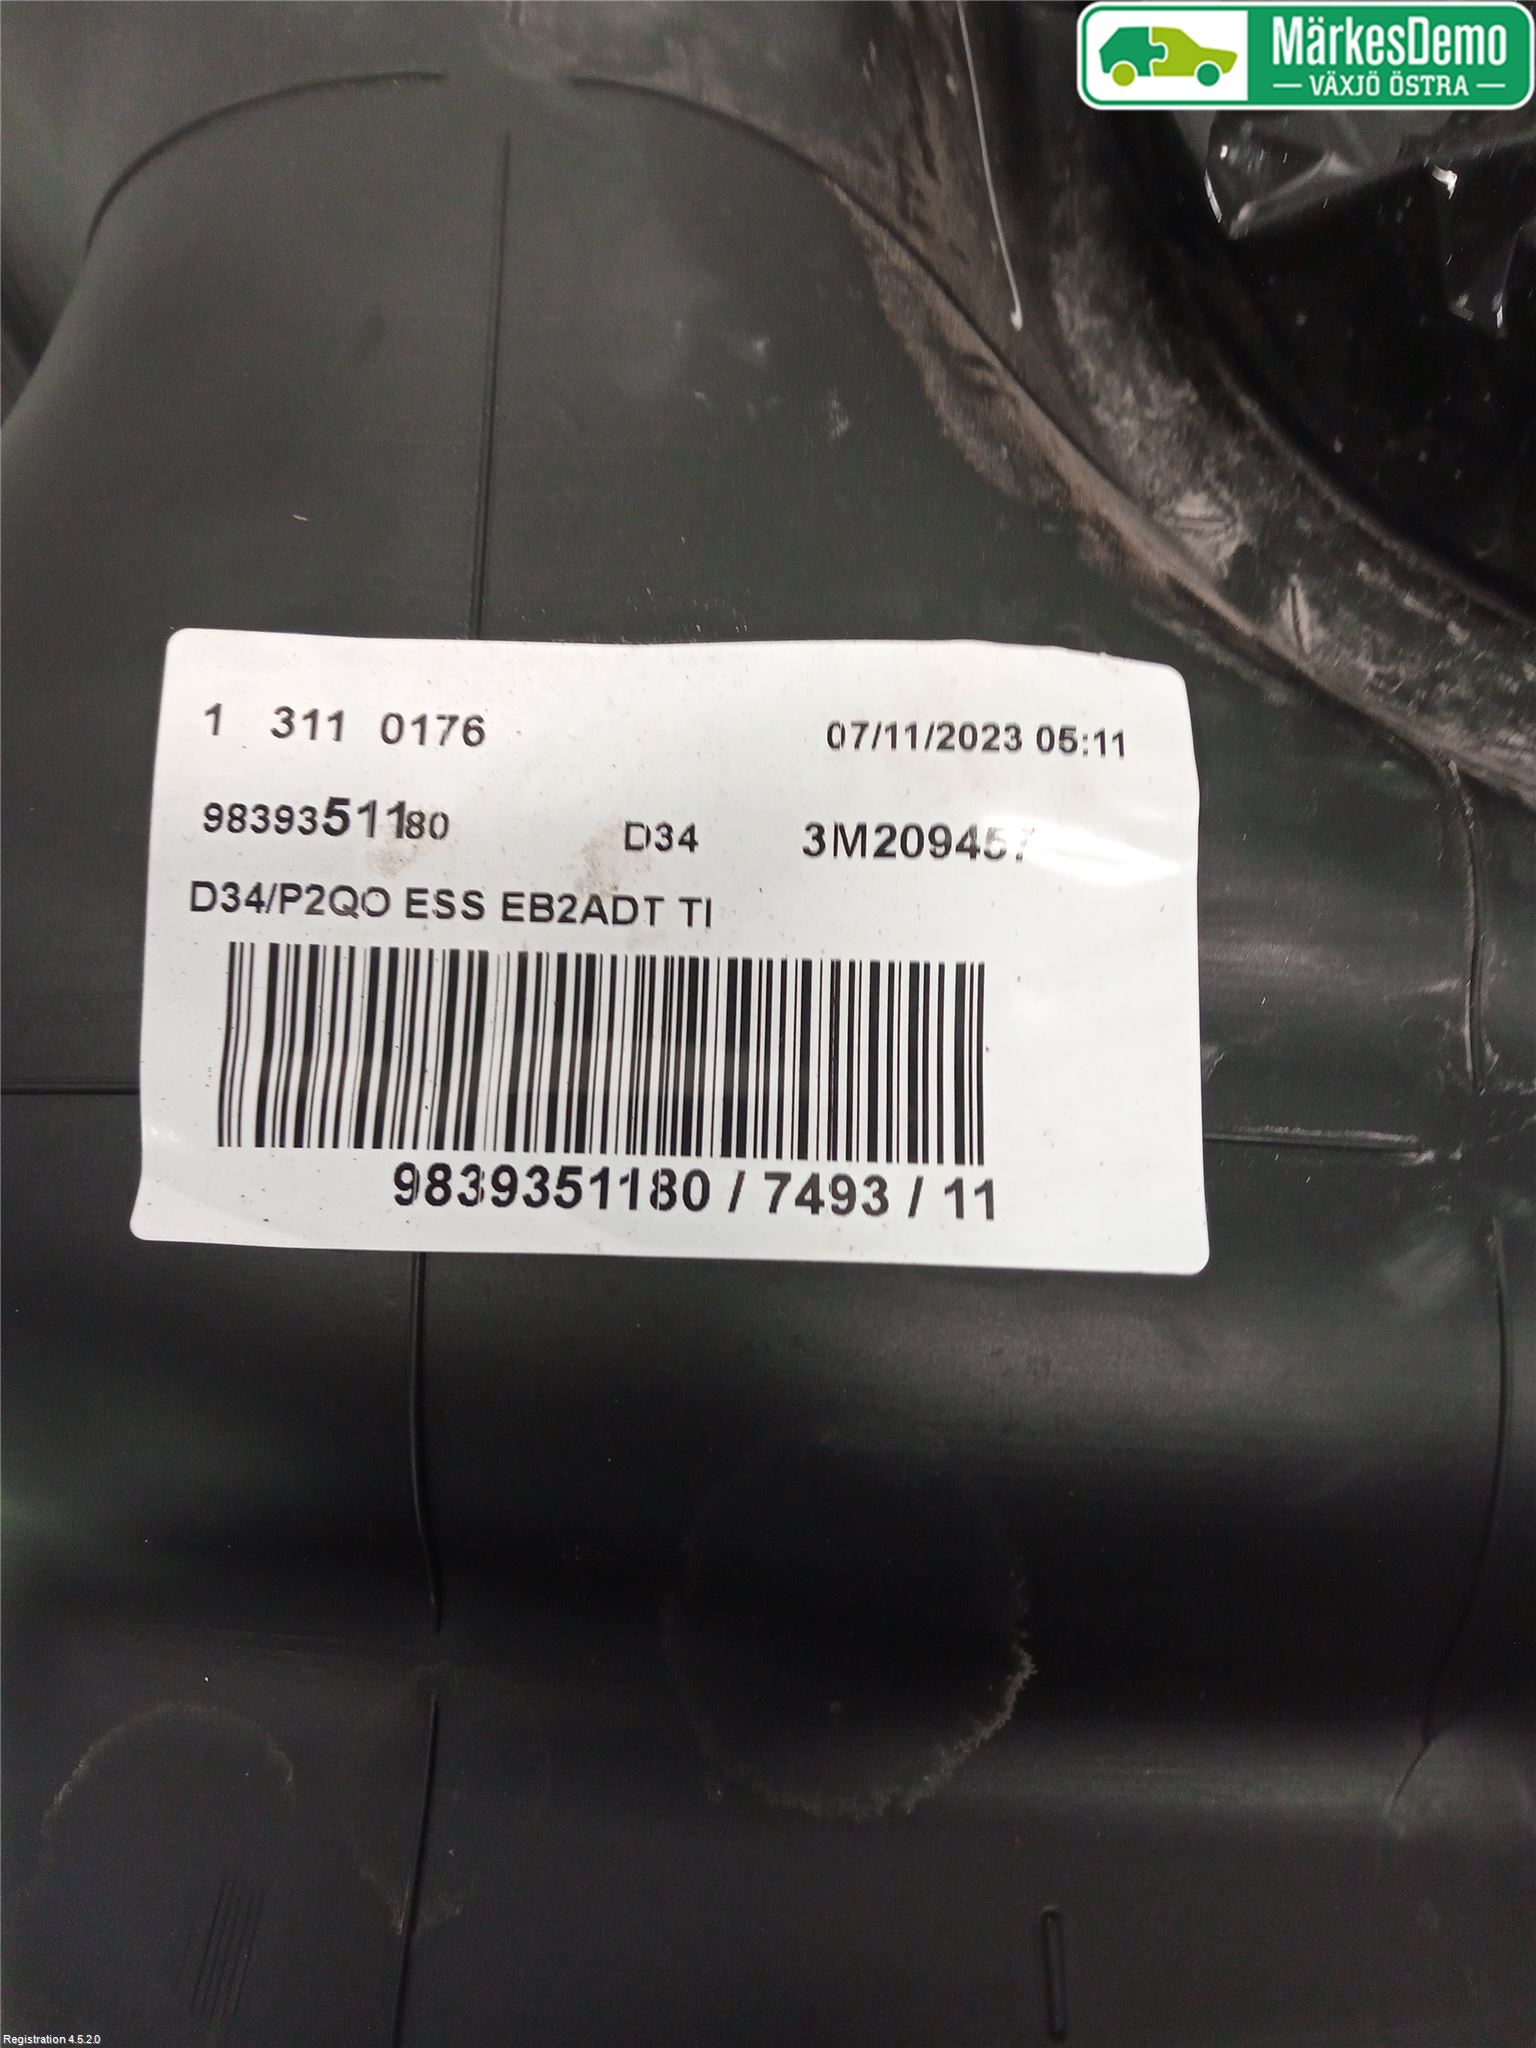 MärkesDemo
VÄXJÖ ÖSTRA
1 311 0176
07/11/2023 05:11
9839351180 D34 3M209457
D34/P2QO ESS EB2ADT TI
9839351180 / 7493 / 11
Registration 4.5.2.0